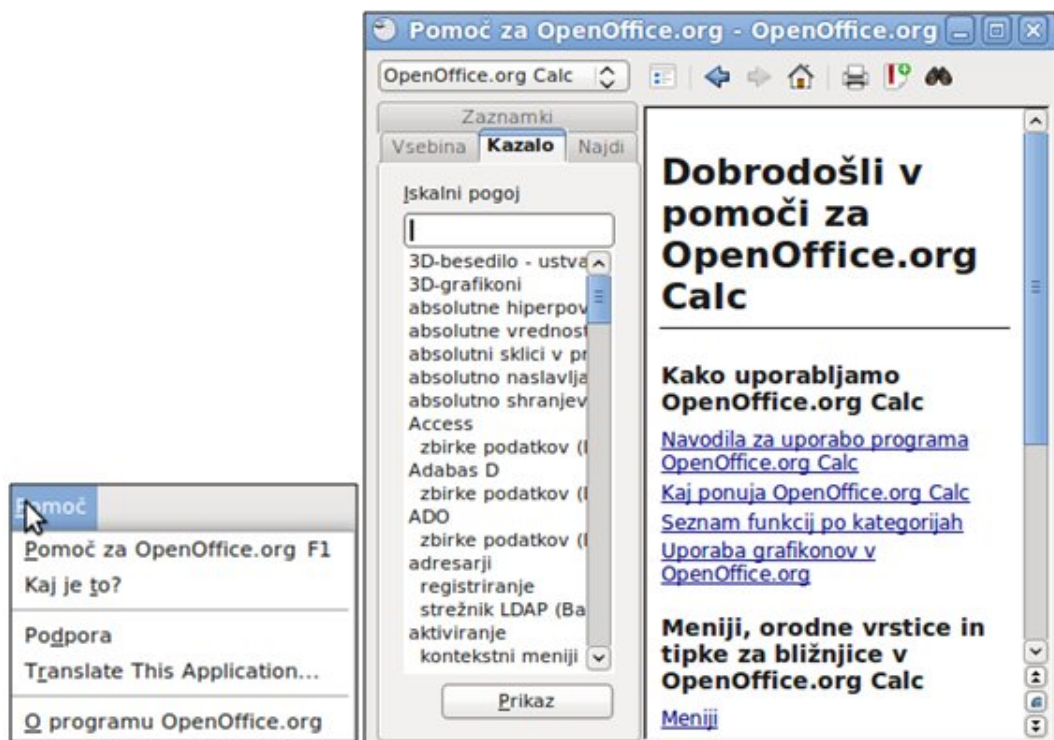 Pomoč
Pomoč za OpenOffice.org F1
Kaj je to?
Podpora
Translate This Application...
O programu OpenOffice.org
Pomoč za OpenOffice.org - OpenOffice.org
OpenOffice.org Calc
Zaznamki
Vsebina Kazalo Najdi
Iskalni pogoj
3D-besedilo - ustva
3D-grafikoni
absolutne hiperpov
absolutne vrednost
absolutni sklici v pr
absolutno naslavlja
absolutno shranjev
Access
zbirke podatkov (
Adabas D
zbirke podatkov (
ADO
zbirke podatkov (
adresarji
registriranje
strežnik LDAP (Ba
aktiviranje
kontekstni meniji
Prikaz
Dobrodošli v
pomoči za
OpenOffice.org
Calc
Kako uporabljamo
OpenOffice.org Calc
Navodila za uporabo programa
OpenOffice.org Calc
Kaj ponuja OpenOffice.org Calc
Seznam funkcij po kategorijah
Uporaba grafikonov v
OpenOffice.org
Meniji, orodne vrstice in
tipke za bližnjice v
OpenOffice.org Calc
Meniji